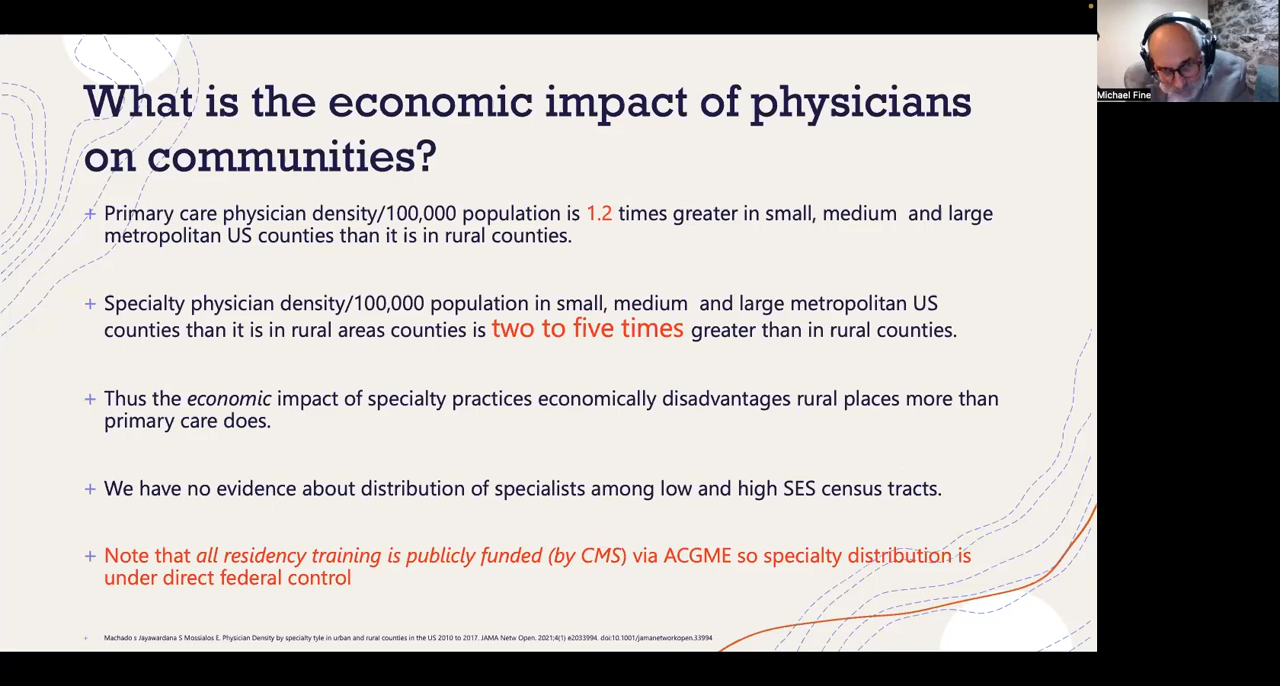 What is the economic impact of physicians
on communities?
+ Primary care physician density/100,000 population is 1.2 times greater in small, medium and large
metropolitan US counties than it is in rural counties.
+ Specialty physician density/100,000 population in small, medium and large metropolitan US
counties than it is in rural areas counties is two to five times greater than in rural counties.
+ Thus the economic impact of specialty practices economically disadvantages rural places more than
primary care does.
+ We have no evidence about distribution of specialists among low and high SES census tracts.
+ Note that all residency training is publicly funded (by CMS) via ACGME so specialty distribution is
under direct federal control
+ Machado s Jayawardana S Mossialos E. Physician Density by specialty tyle in urban and rural counties in the US 2010 to 2017. JAMA Netw Open. 2021;4(1) e2033994. doi:10.1001/jamanetworkopen.33994
Michael Fine